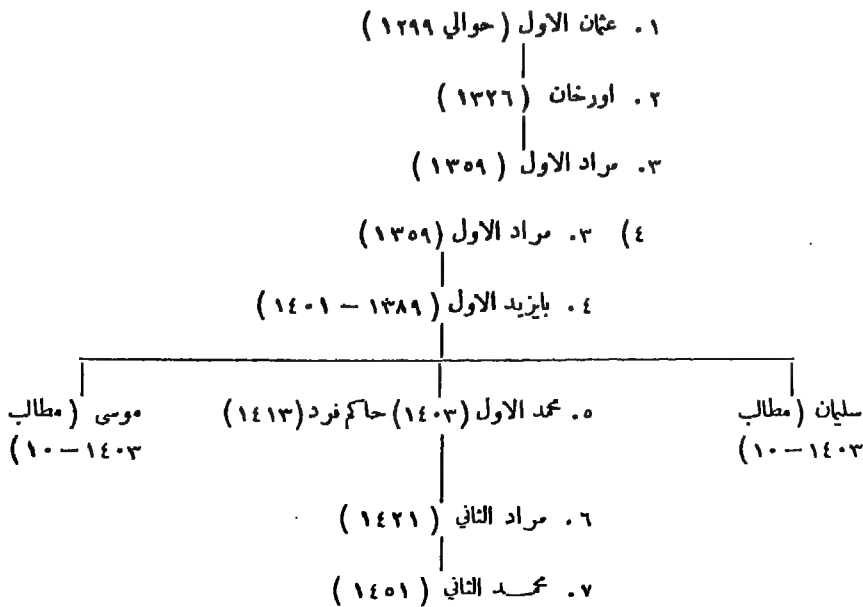 ١. عثمان الاول (حوالي ١٢٩٩)
٢. اورخان (١٣٢٦)
٣. مراد الاول (١٣٥٩)
٤) ٣. مراد الاول (١٣٥٩)
٤. بايزيد الاول (١٣٨٩ – ١٤٠١)
سليمان (مطالب ٥. محمد الاول (١٤٠٣) حاكم فرد (١٤١٣) موسى (مطالب
١٤٠٣–١٠) ١٤٠٣–١٠)
٦. مراد الثاني (١٤٢١)
٧. محمد الثاني (١٤٥١)